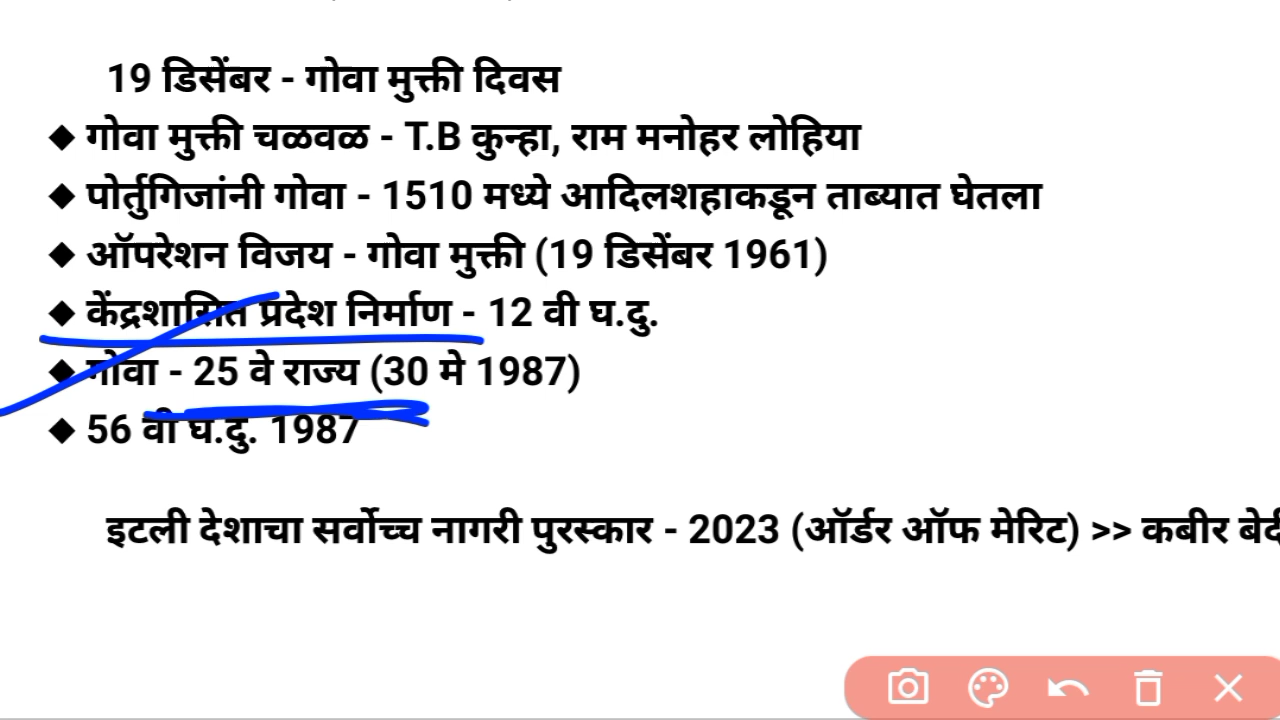 19 डिसेंबर - गोवा मुक्ती दिवस
◆ गोवा मुक्ती चळवळ - T.B कुन्हा, राम मनोहर लोहिया
◆ पोर्तुगिजांनी गोवा - 1510 मध्ये आदिलशहाकडून ताब्यात घेतला
◆ ऑपरेशन विजय - गोवा मुक्ती (19 डिसेंबर 1961)
◆ केंद्रशासित प्रदेश निर्माण - 12 वी घ.दु.
◆ गोवा - 25 वे राज्य (30 मे 1987)
◆ 56 वी घ.दु. 1987
इटली देशाचा सर्वोच्च नागरी पुरस्कार - 2023 (ऑर्डर ऑफ मेरिट) >> कबीर बेदी